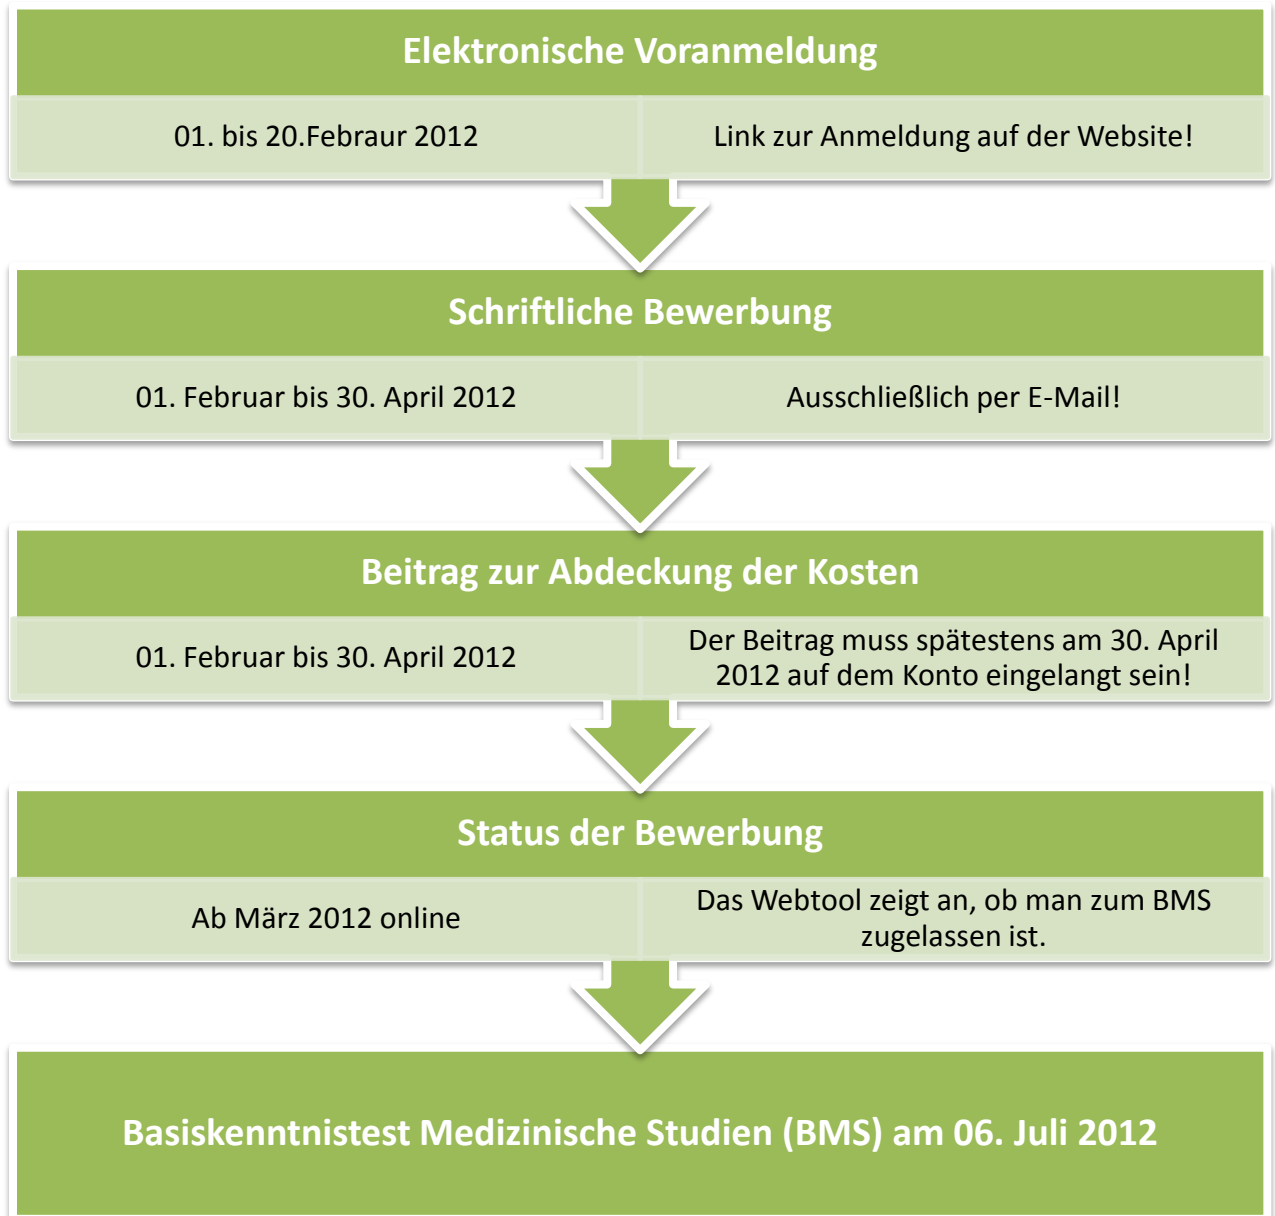 Elektronische Voranmeldung
01. bis 20.Febraur 2012
Link zur Anmeldung auf der Website!
Schriftliche Bewerbung
01. Februar bis 30. April 2012
Ausschließlich per E-Mail!
Beitrag zur Abdeckung der Kosten
01. Februar bis 30. April 2012
Der Beitrag muss spätestens am 30. April
2012 auf dem Konto eingelangt sein!
Status der Bewerbung
Ab März 2012 online
Das Webtool zeigt an, ob man zum BMS
zugelassen ist.
Basiskenntnistest Medizinische Studien (BMS) am 06. Juli 2012